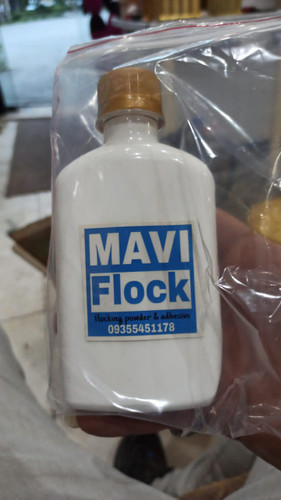 MAVI
Flock
flocking powder & adhesive
09355451178